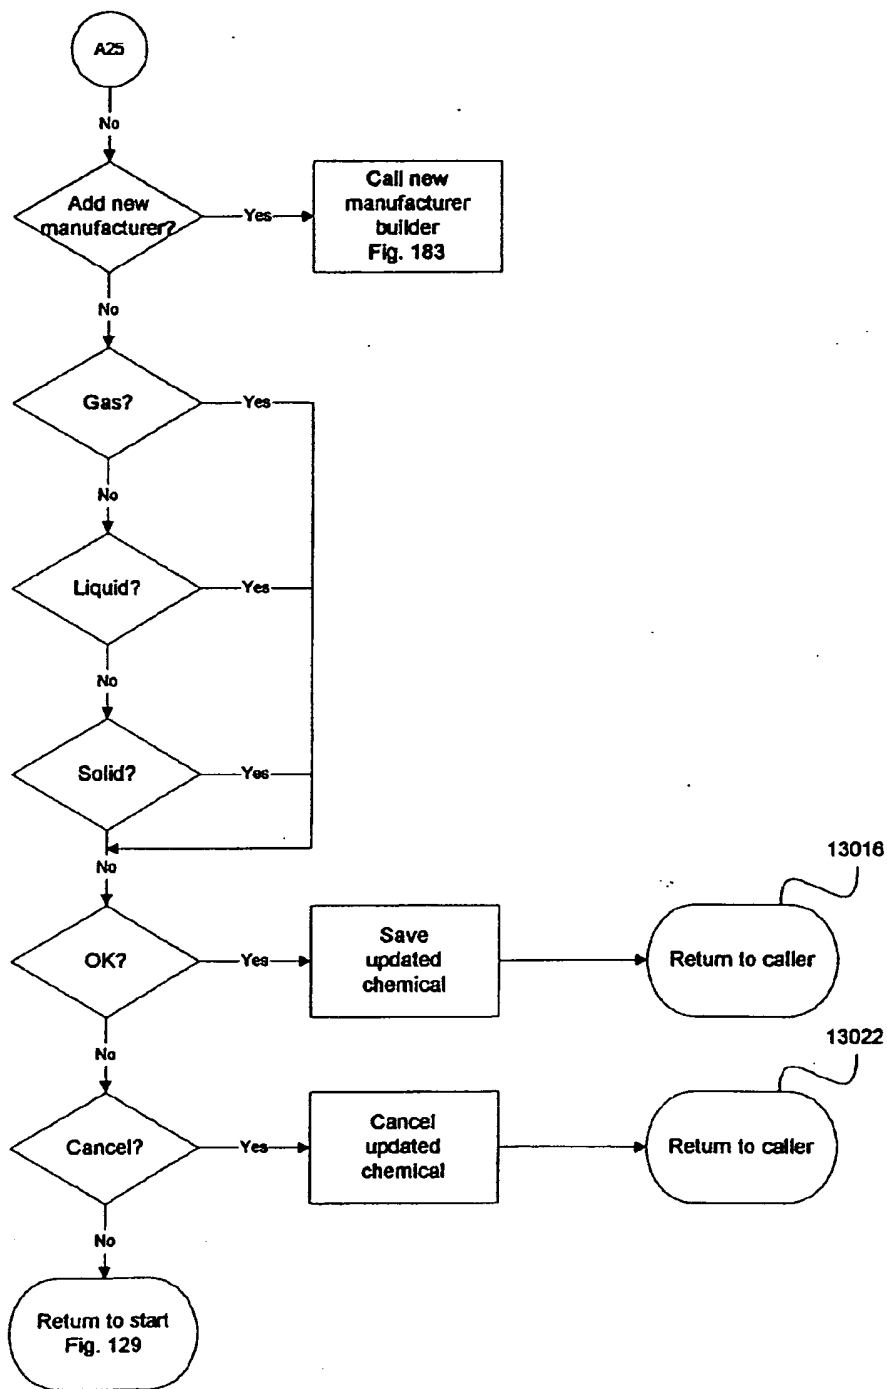 A25
No
Add new
manufacturer?
Yes
Call new
manufacturer
builder
Fig. 183
No
Gas?
Yes
No
Liquid?
Yes
No
Solid?
Yes
No
13016
OK?
Yes
Save
updated
chemical
Return to caller
No
13022
Cancel?
Yes
Cancel
updated
chemical
Return to caller
No
Return to start
Fig. 129